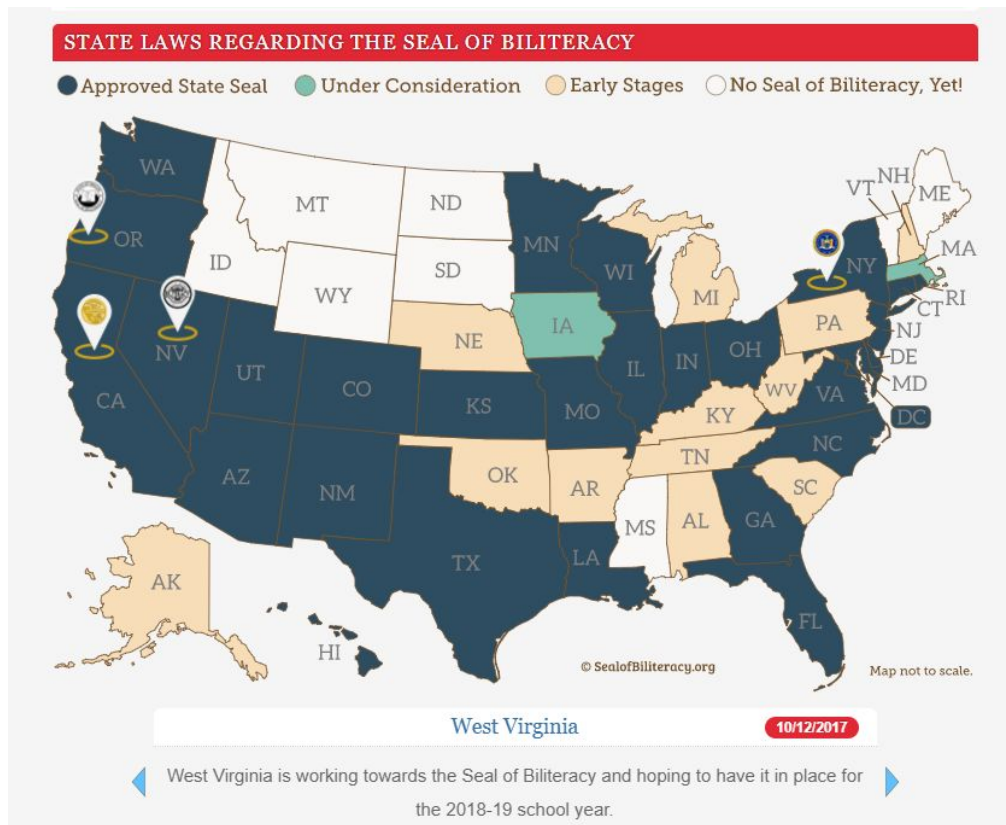 STATE LAWS REGARDING THE SEAL OF BILITERACY
Approved State Seal Under Consideration Early Stages No Seal of Biliteracy, Yet!
WA
MT
ND
MN
VT
NH
ME
OR
ID
SD
WI
NY
MA
WY
MI
RI
CT
IA
PA
NJ
NE
OH
DE
NV
UT
CO
IL
IN
WV
VA
MD
CA
KS
MO
KY
DC
NC
TN
AZ
NM
OK
AR
SC
MS
AL
GA
TX
LA
AK
FL
HI
© SealofBiliteracy.org
Map not to scale.
West Virginia 10/12/2017
West Virginia is working towards the Seal of Biliteracy and hoping to have it in place for
the 2018-19 school year.